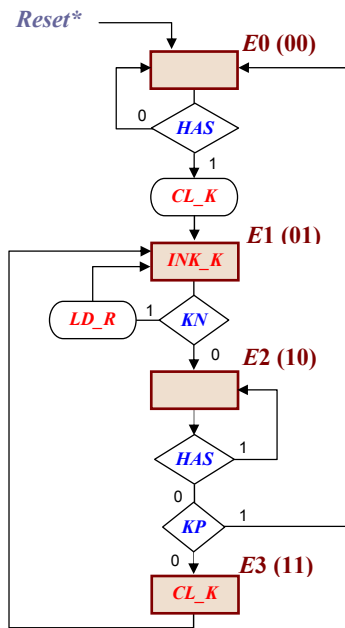 Reset*
E0 (00)
0
HAS
1
CL_K
E1 (01)
INK_K
LD_R
1
KN
0
E2 (10)
HAS
1
0
KP
1
0
E3 (11)
CL_K